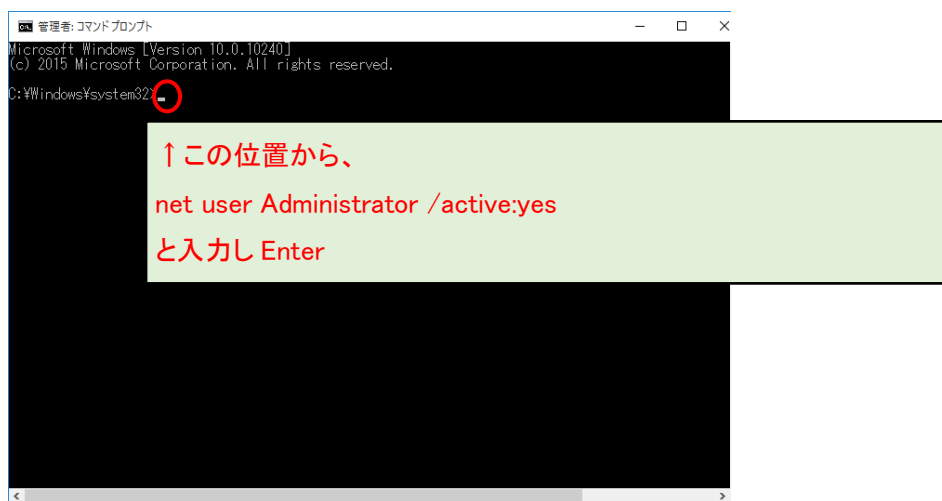 管理者: コマンド プロンプト
Microsoft Windows [Version 10.0.10240]
(c) 2015 Microsoft Corporation. All rights reserved.
C:¥Windows¥system32>
↑この位置から、
net user Administrator /active:yes
と入力し Enter